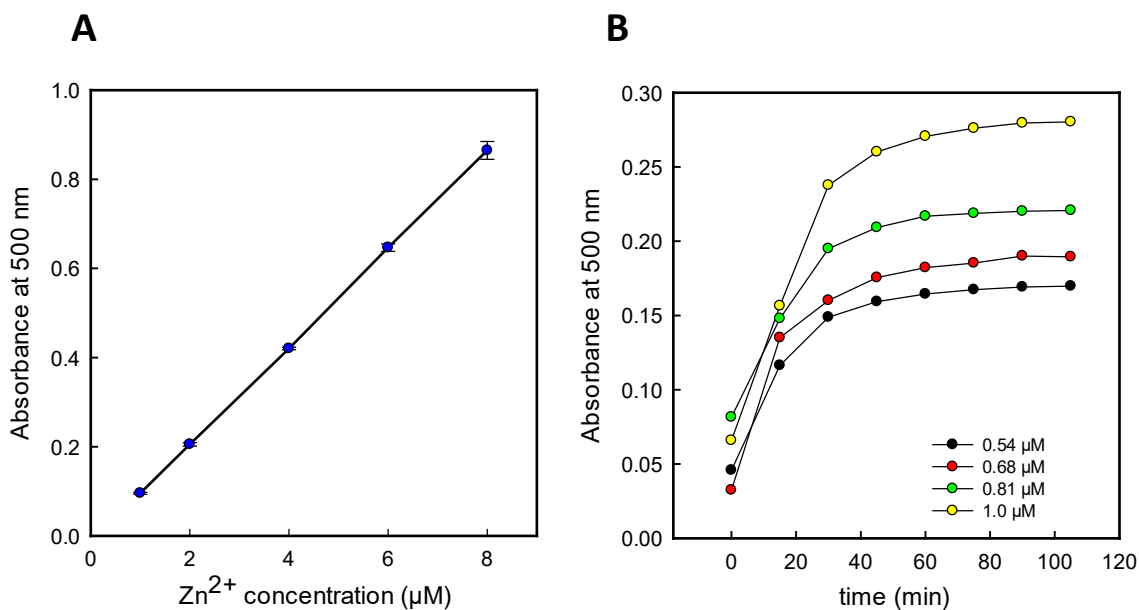 A
B
1.0
0.8
0.6
0.4
0.2
0.0
Absorbance at 500 nm
0
2
4
6
8
Zn2+ concentration (µM)
0.30
0.25
0.20
0.15
0.10
0.05
0.00
Absorbance at 500 nm
0.54 µM
0.68 µM
0.81 µM
1.0 µM
0
20
40
60
80
100
120
time (min)